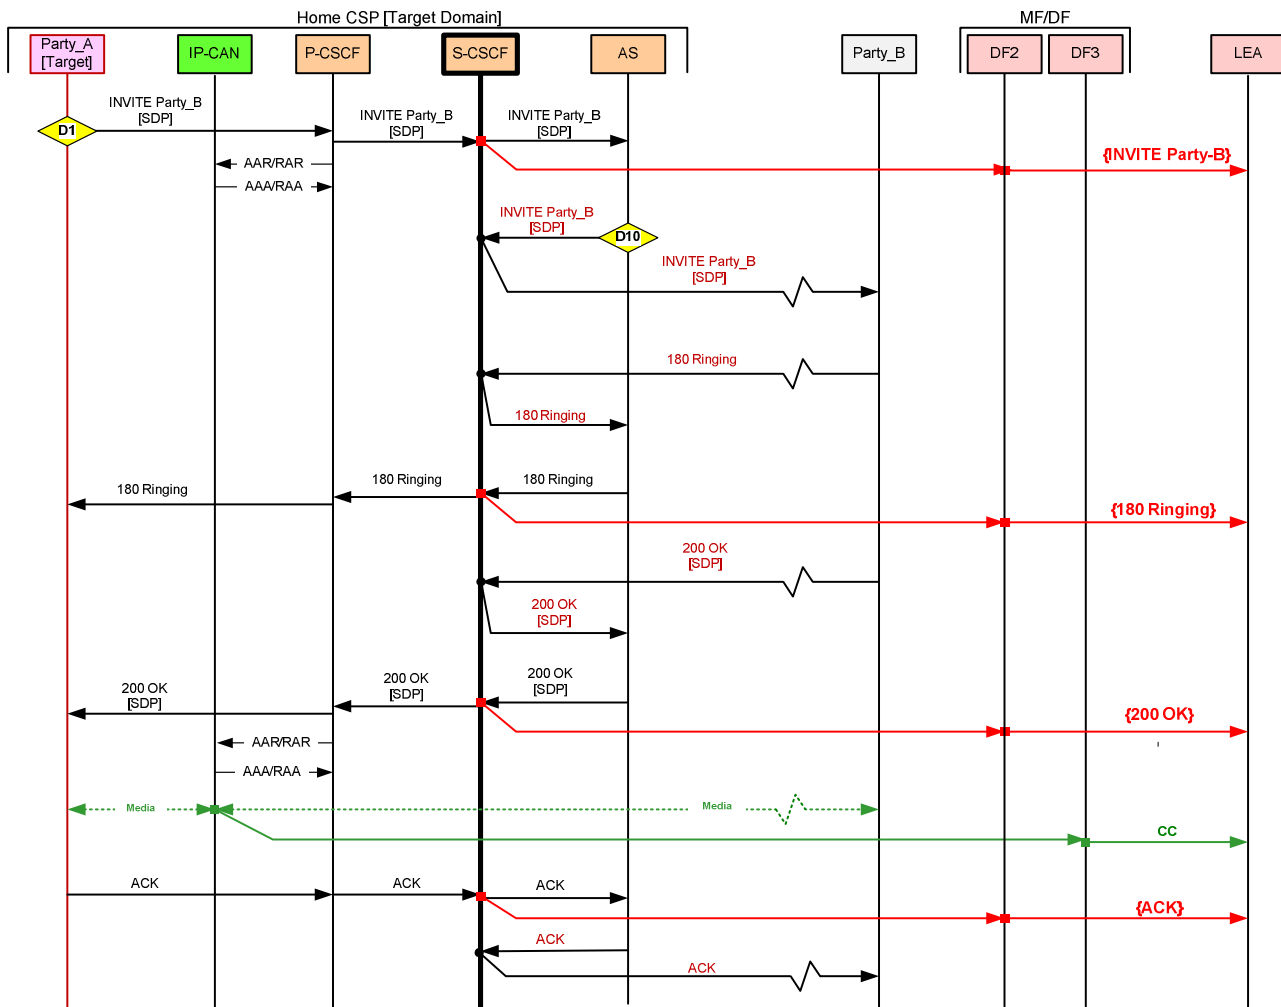 Home CSP [Target Domain]
MF/DF
Party_A
[Target]
IP-CAN
P-CSCF
S-CSCF
AS
Party_B
DF2
DF3
LEA
INVITE Party_B
[SDP]
D1
INVITE Party_B
[SDP]
INVITE Party_B
[SDP]
{INVITE Party-B}
AAR/RAR
AAA/RAA
INVITE Party_B
[SDP]
D10
INVITE Party_B
[SDP]
180 Ringing
180 Ringing
180 Ringing
180 Ringing
180 Ringing
{180 Ringing}
200 OK
[SDP]
200 OK
[SDP]
200 OK
[SDP]
200 OK
[SDP]
200 OK
[SDP]
{200 OK}
AAR/RAR
AAA/RAA
Media
Media
CC
ACK
ACK
ACK
{ACK}
ACK
ACK